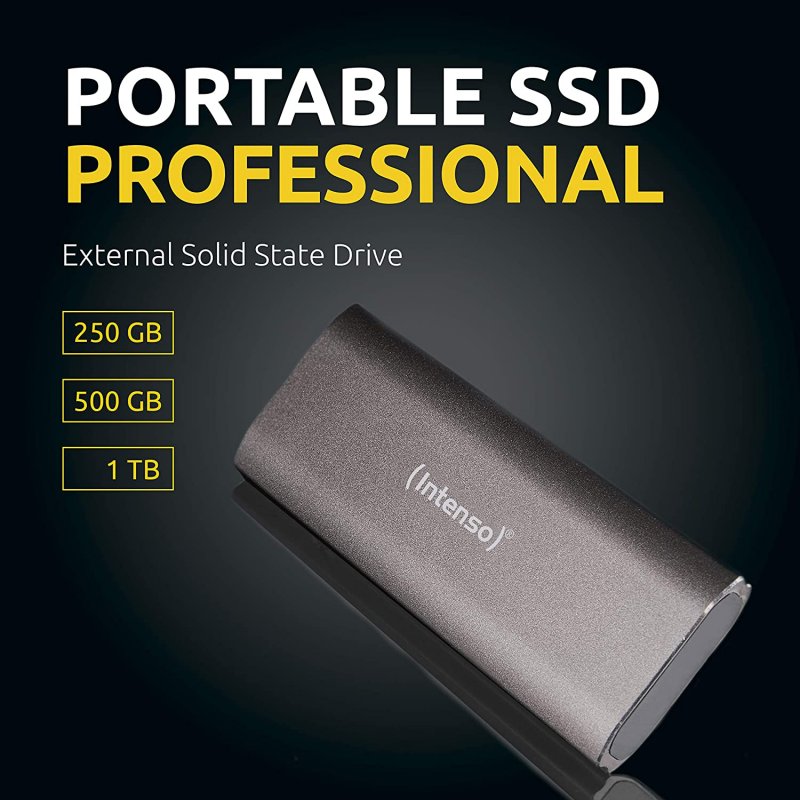 PORTABLE SSD
PROFESSIONAL
External Solid State Drive
250 GB
500 GB
1 TB
(intenso)®